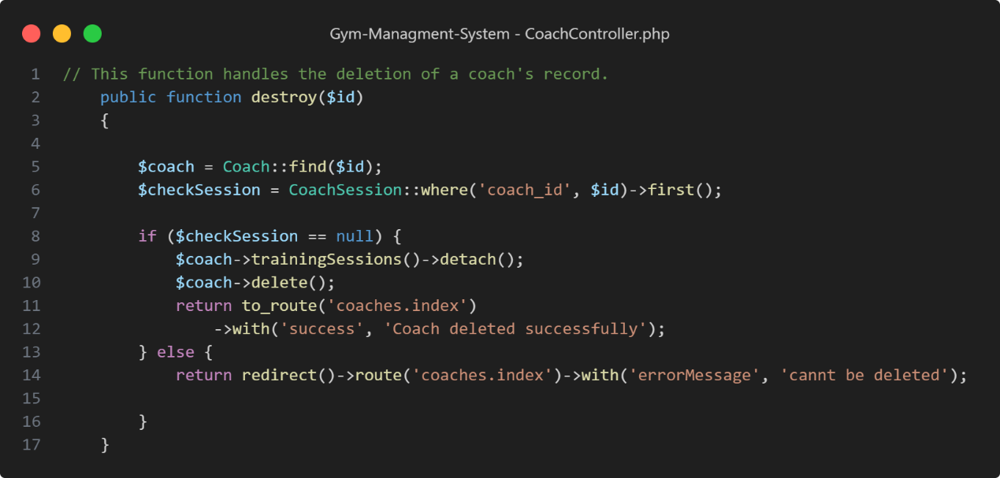 Gym-Managment-System - CoachController.php
1 // This function handles the deletion of a coach's record.
2     public function destroy($id)
3     {
4
5         $coach = Coach::find($id);
6         $checkSession = CoachSession::where('coach_id', $id)->first();
7
8         if ($checkSession == null) {
9             $coach->trainingSessions()->detach();
10             $coach->delete();
11             return to_route('coaches.index')
12                 ->with('success', 'Coach deleted successfully');
13         } else {
14             return redirect()->route('coaches.index')->with('errorMessage', 'cannt be deleted');
15
16         }
17     }